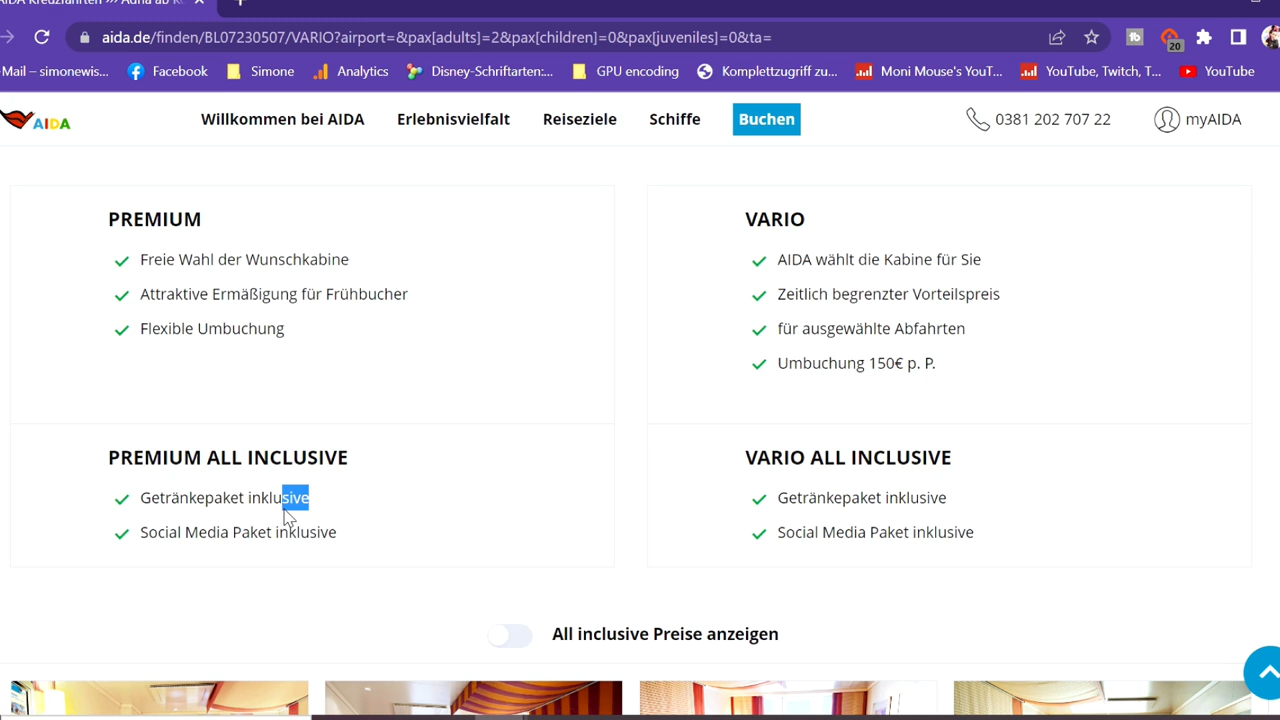 AIDA Kreuzfahrten
aida.de/finden/BL07230507/VARIO?airport=&pax[adults]=2&pax[children]=0&pax[juveniles]=0&ta=
20
Mail – simonewis...
Facebook
Simone
Analytics
Disney-Schriftarten:...
GPU encoding
Komplettzugriff zu...
Moni Mouse's YouT...
YouTube, Twitch, T...
YouTube
AIDA
Willkommen bei AIDA
Erlebnisvielfalt
Reiseziele
Schiffe
Buchen
0381 202 707 22
myAIDA
PREMIUM
Freie Wahl der Wunschkabine
Attraktive Ermäßigung für Frühbucher
Flexible Umbuchung
VARIO
AIDA wählt die Kabine für Sie
Zeitlich begrenzter Vorteilspreis
für ausgewählte Abfahrten
Umbuchung 150€ p. P.
PREMIUM ALL INCLUSIVE
Getränkepaket inklusive
Social Media Paket inklusive
VARIO ALL INCLUSIVE
Getränkepaket inklusive
Social Media Paket inklusive
All inclusive Preise anzeigen